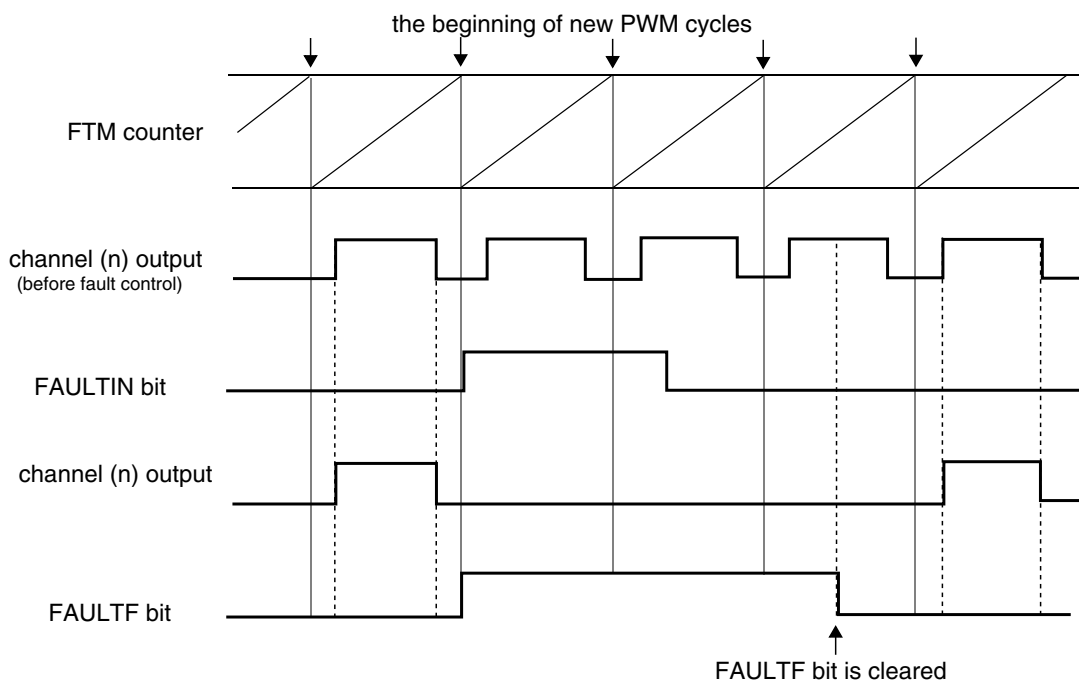 the beginning of new PWM cycles
FTM counter
channel (n) output
(before fault control)
FAULTIN bit
channel (n) output
FAULTF bit
FAULTF bit is cleared